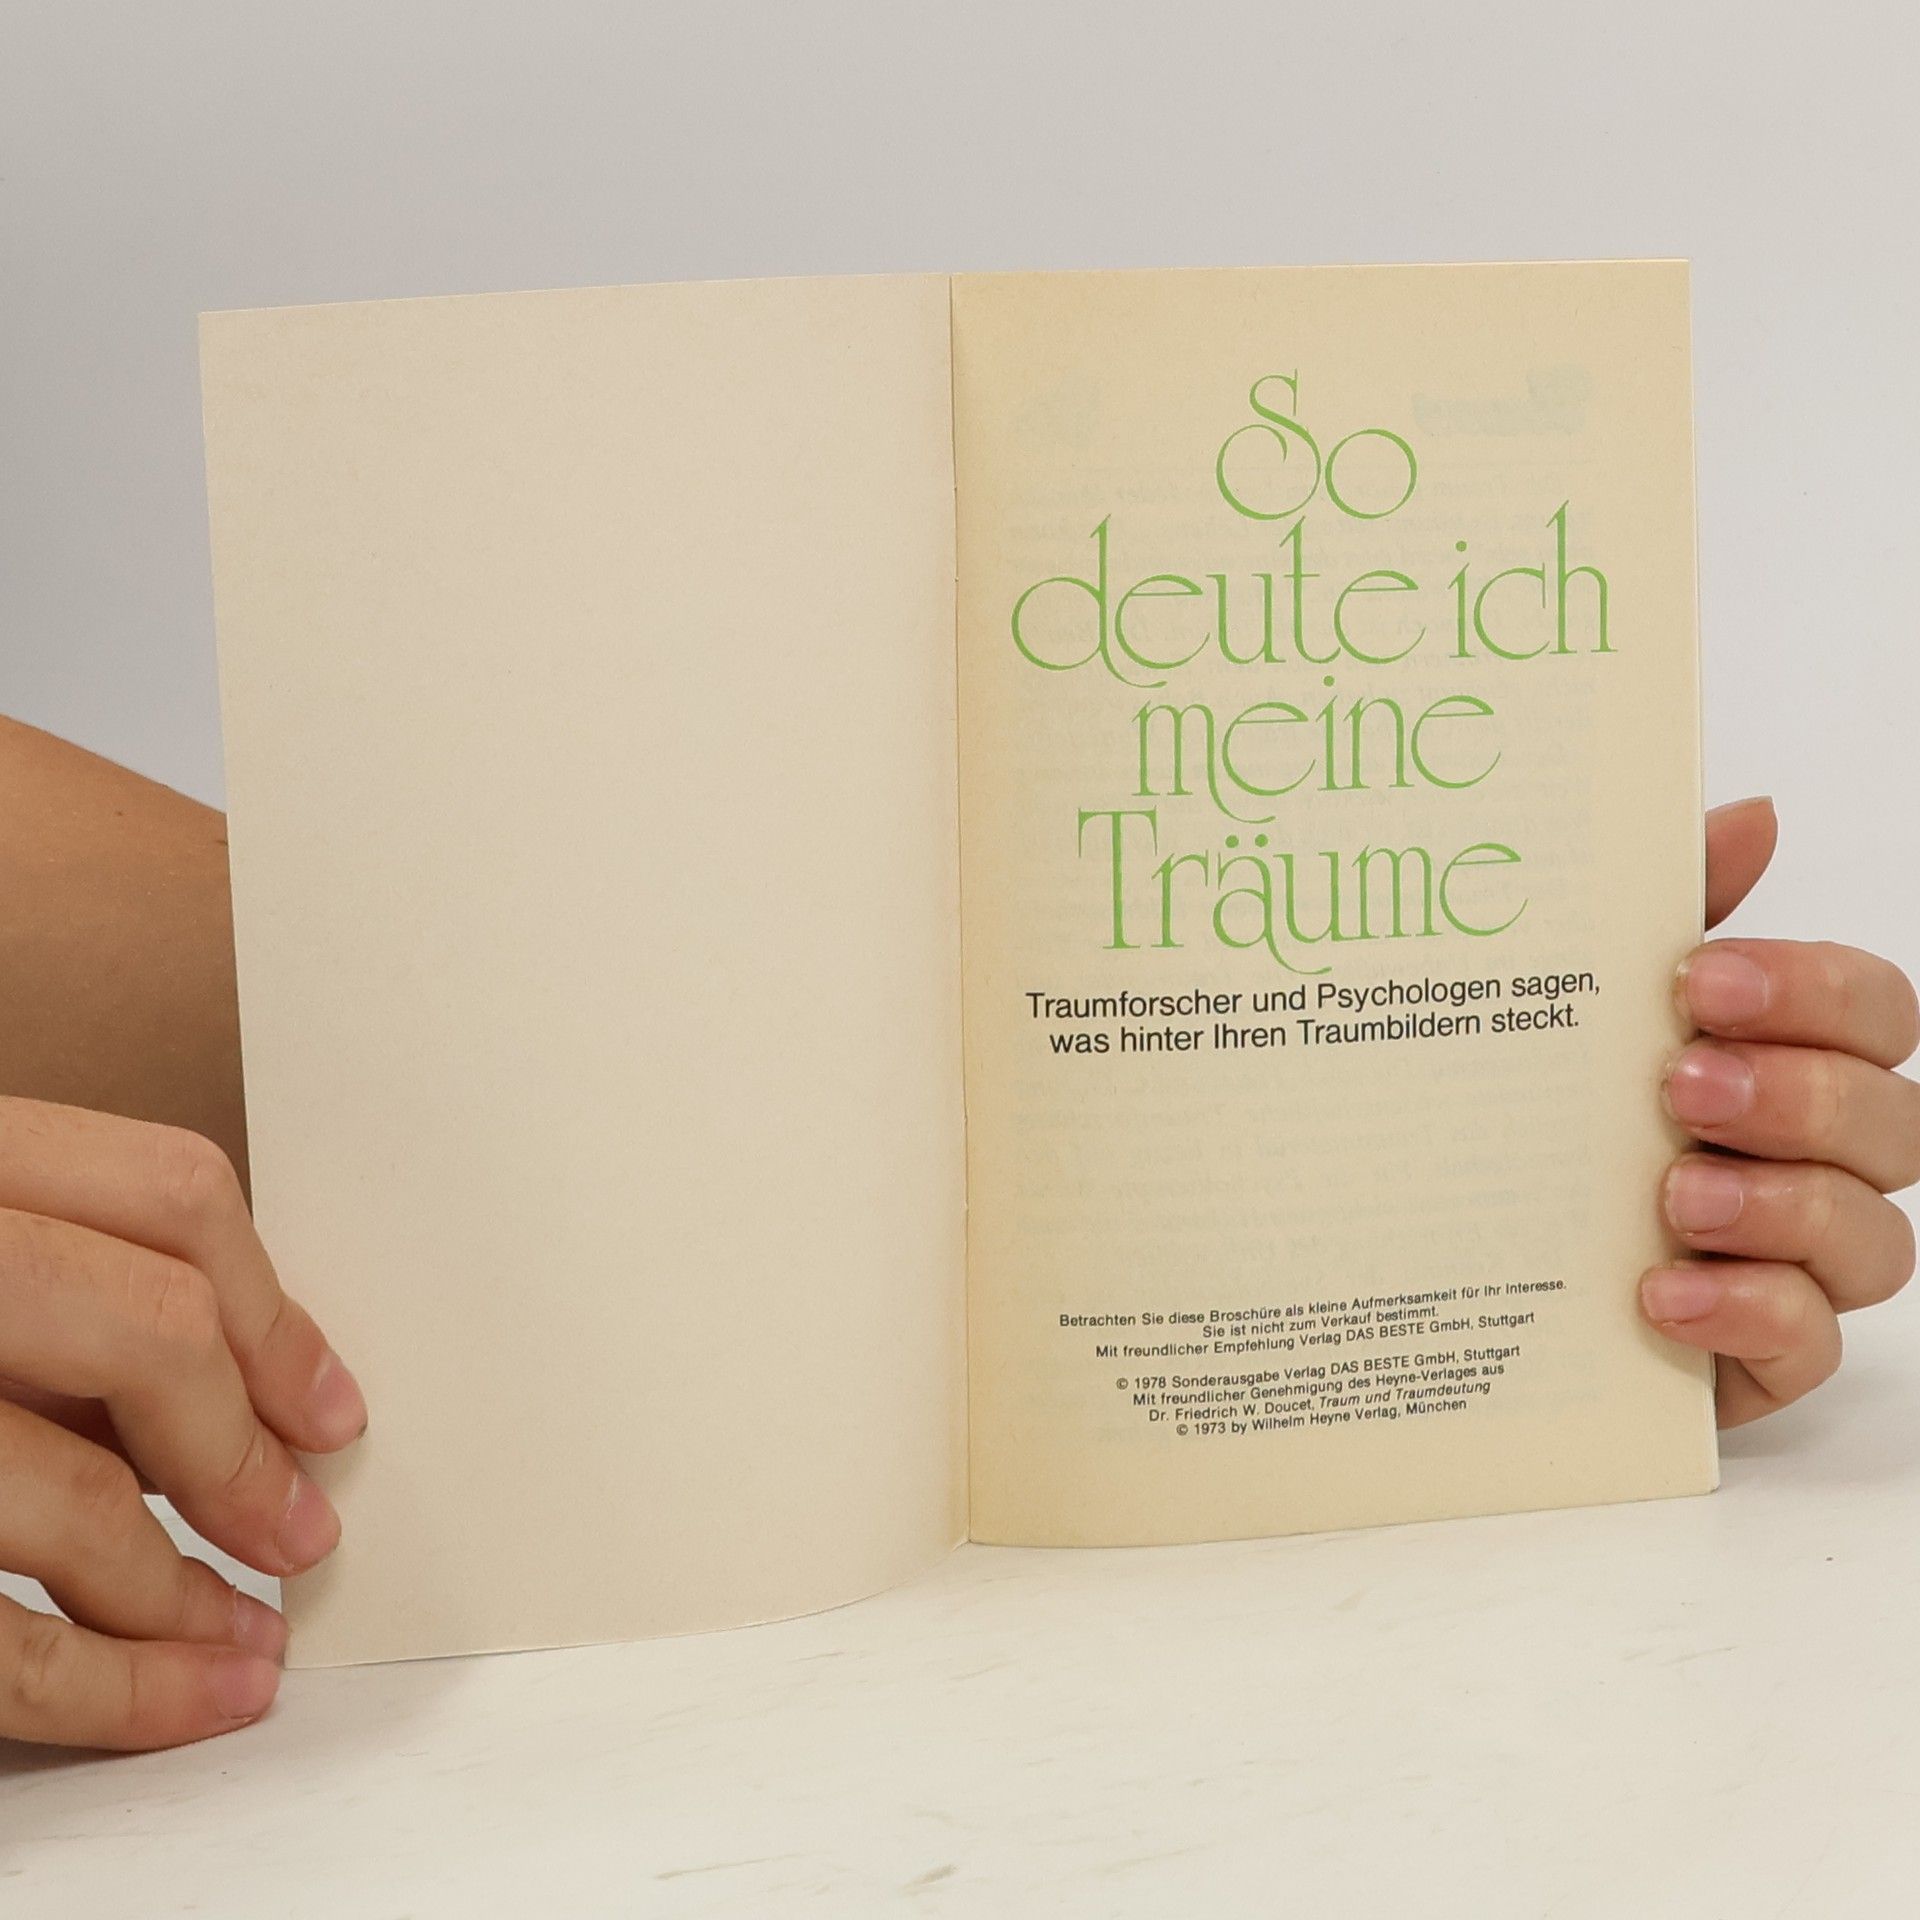 So
deute ich
meine
Träume
Traumforscher und Psychologen sagen,
was hinter Ihren Traumbildern steckt.
Betrachten Sie diese Broschüre als kleine Aufmerksamkeit für Ihr Interesse.
Sie ist nicht zum Verkauf bestimmt.
Mit freundlicher Empfehlung Verlag DAS BESTE GmbH, Stuttgart
© 1978 Sonderausgabe Verlag DAS BESTE GmbH, Stuttgart
Mit freundlicher Genehmigung des Heyne-Verlages aus
Dr. Friedrich W. Doucet, Traum und Traumdeutung
© 1973 by Wilhelm Heyne Verlag, München